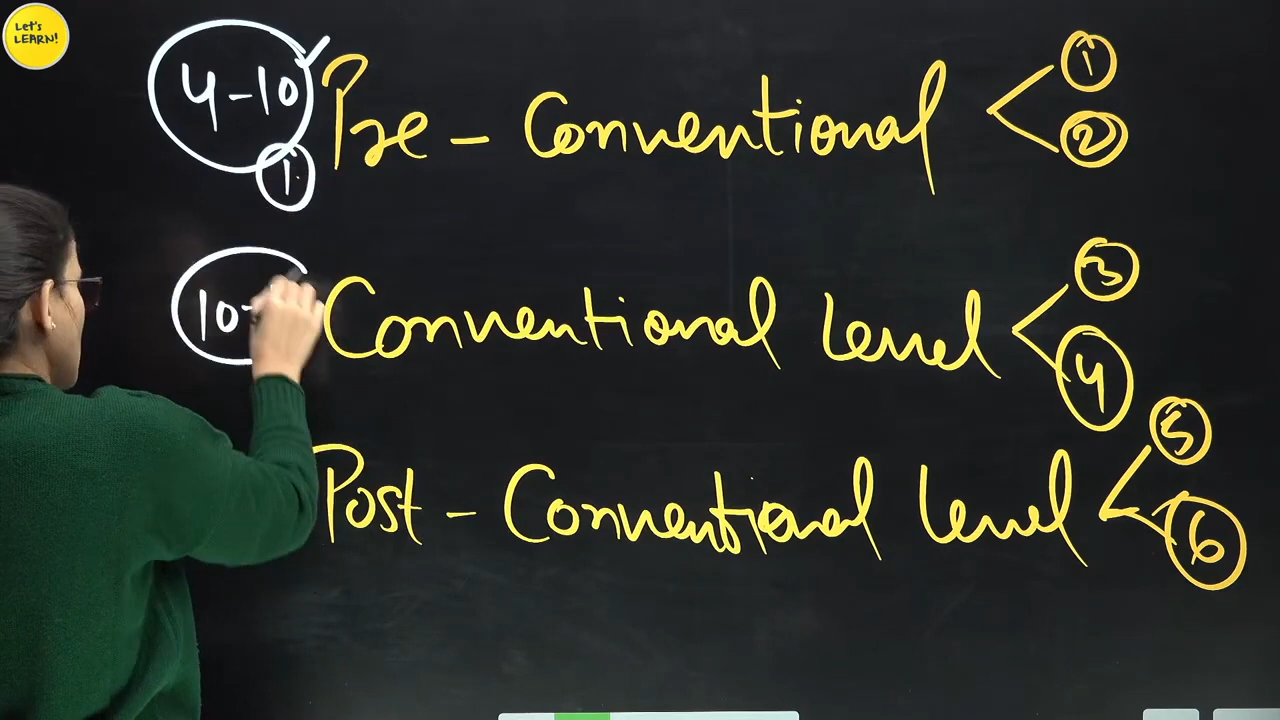 Let's
LEARN!
4-10 Pre - Conventional 1
2
1
10- Conventional level 3
4
Post - Conventional level 5
6